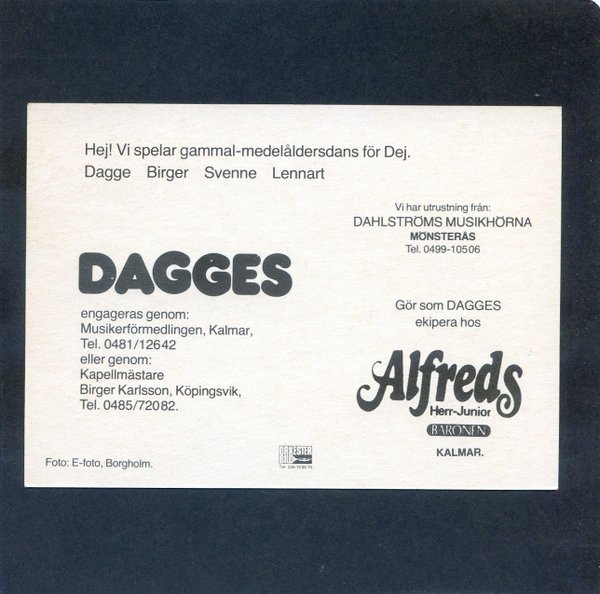 Hej! Vi spelar gammal-medelåldersdans för Dej.
Dagge Birger Svenne Lennart
Vi har utrustning från:
DAHLSTRÖMS MUSIKHÖRNA
MÖNSTERÅS
Tel. 0499-10506
DAGGES
engageras genom:
Musikerförmedlingen, Kalmar,
Tel. 0481/12642
eller genom:
Kapellmästare
Birger Karlsson, Köpingsvik,
Tel. 0485/72082.
Gör som DAGGES
ekipera hos
Alfreds
Herr-Junior
BARONEN
KALMAR.
Foto: E-foto, Borgholm.